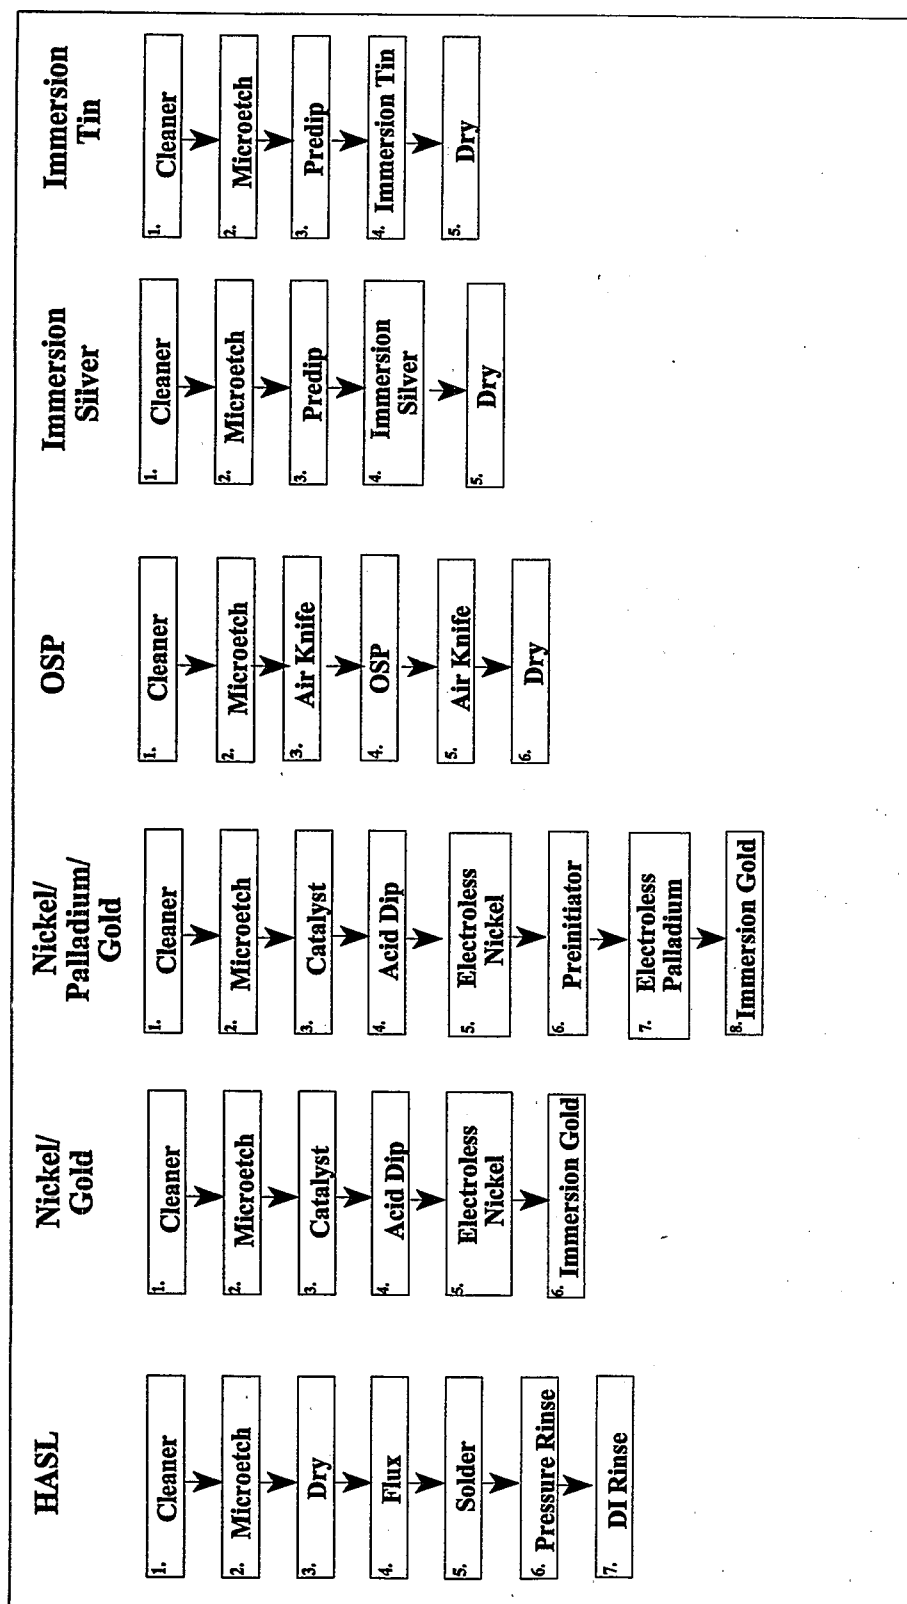 HASL
1. Cleaner
2. Microetch
3. Dry
4. Flux
5. Solder
6. Pressure Rinse
7. DI Rinse
Nickel/
Gold
1. Cleaner
2. Microetch
3. Catalyst
4. Acid Dip
5. Electroless
Nickel
6. Immersion Gold
Nickel/
Palladium/
Gold
1. Cleaner
2. Microetch
3. Catalyst
4. Acid Dip
5. Electroless
Nickel
6. Preinitiator
7. Electroless
Palladium
8. Immersion Gold
OSP
1. Cleaner
2. Microetch
3. Air Knife
4. OSP
5. Air Knife
6. Dry
Immersion
Silver
1. Cleaner
2. Microetch
3. Predip
4. Immersion
Silver
5. Dry
Immersion
Tin
1. Cleaner
2. Microetch
3. Predip
4. Immersion Tin
5. Dry